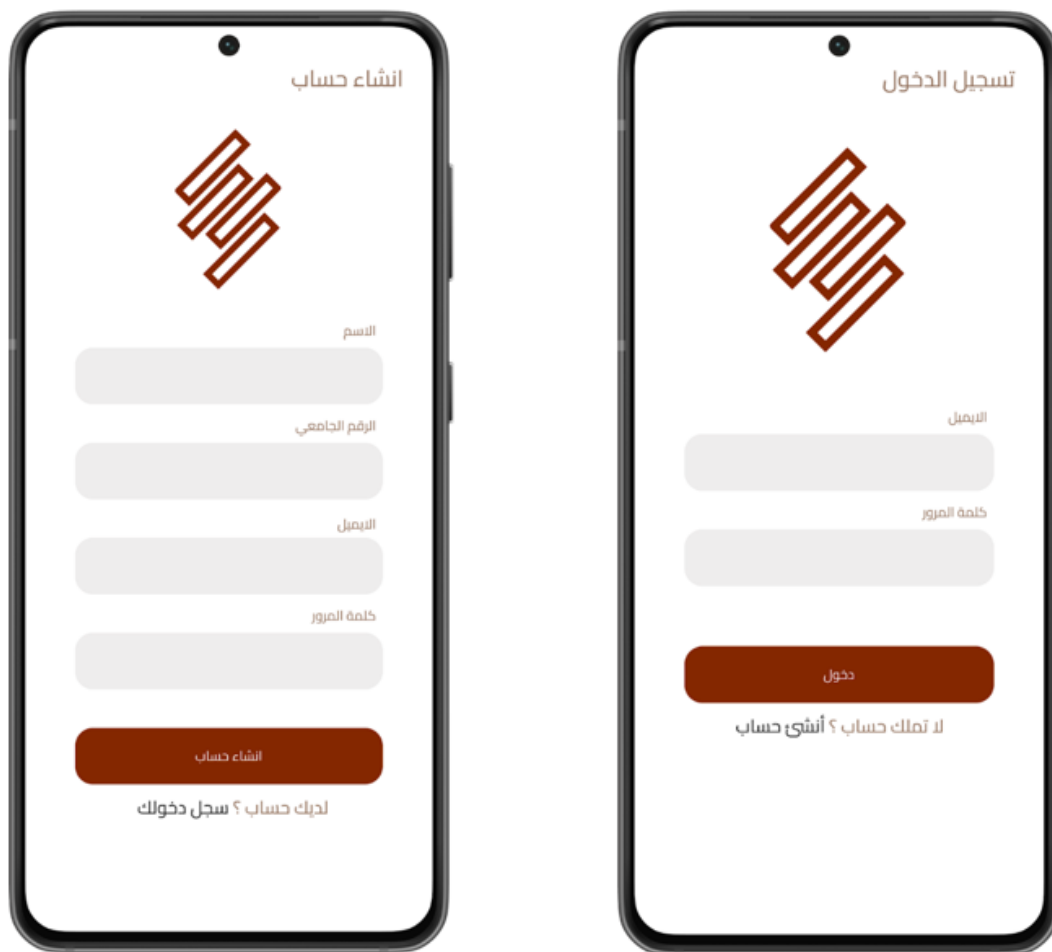 انشاء حساب
الاسم
الرقم الجامعي
الايميل
كلمة المرور
انشاء حساب
لديك حساب ؟ سجل دخولك
تسجيل الدخول
الايميل
كلمة المرور
دخول
لا تملك حساب ؟ أنشئ حساب